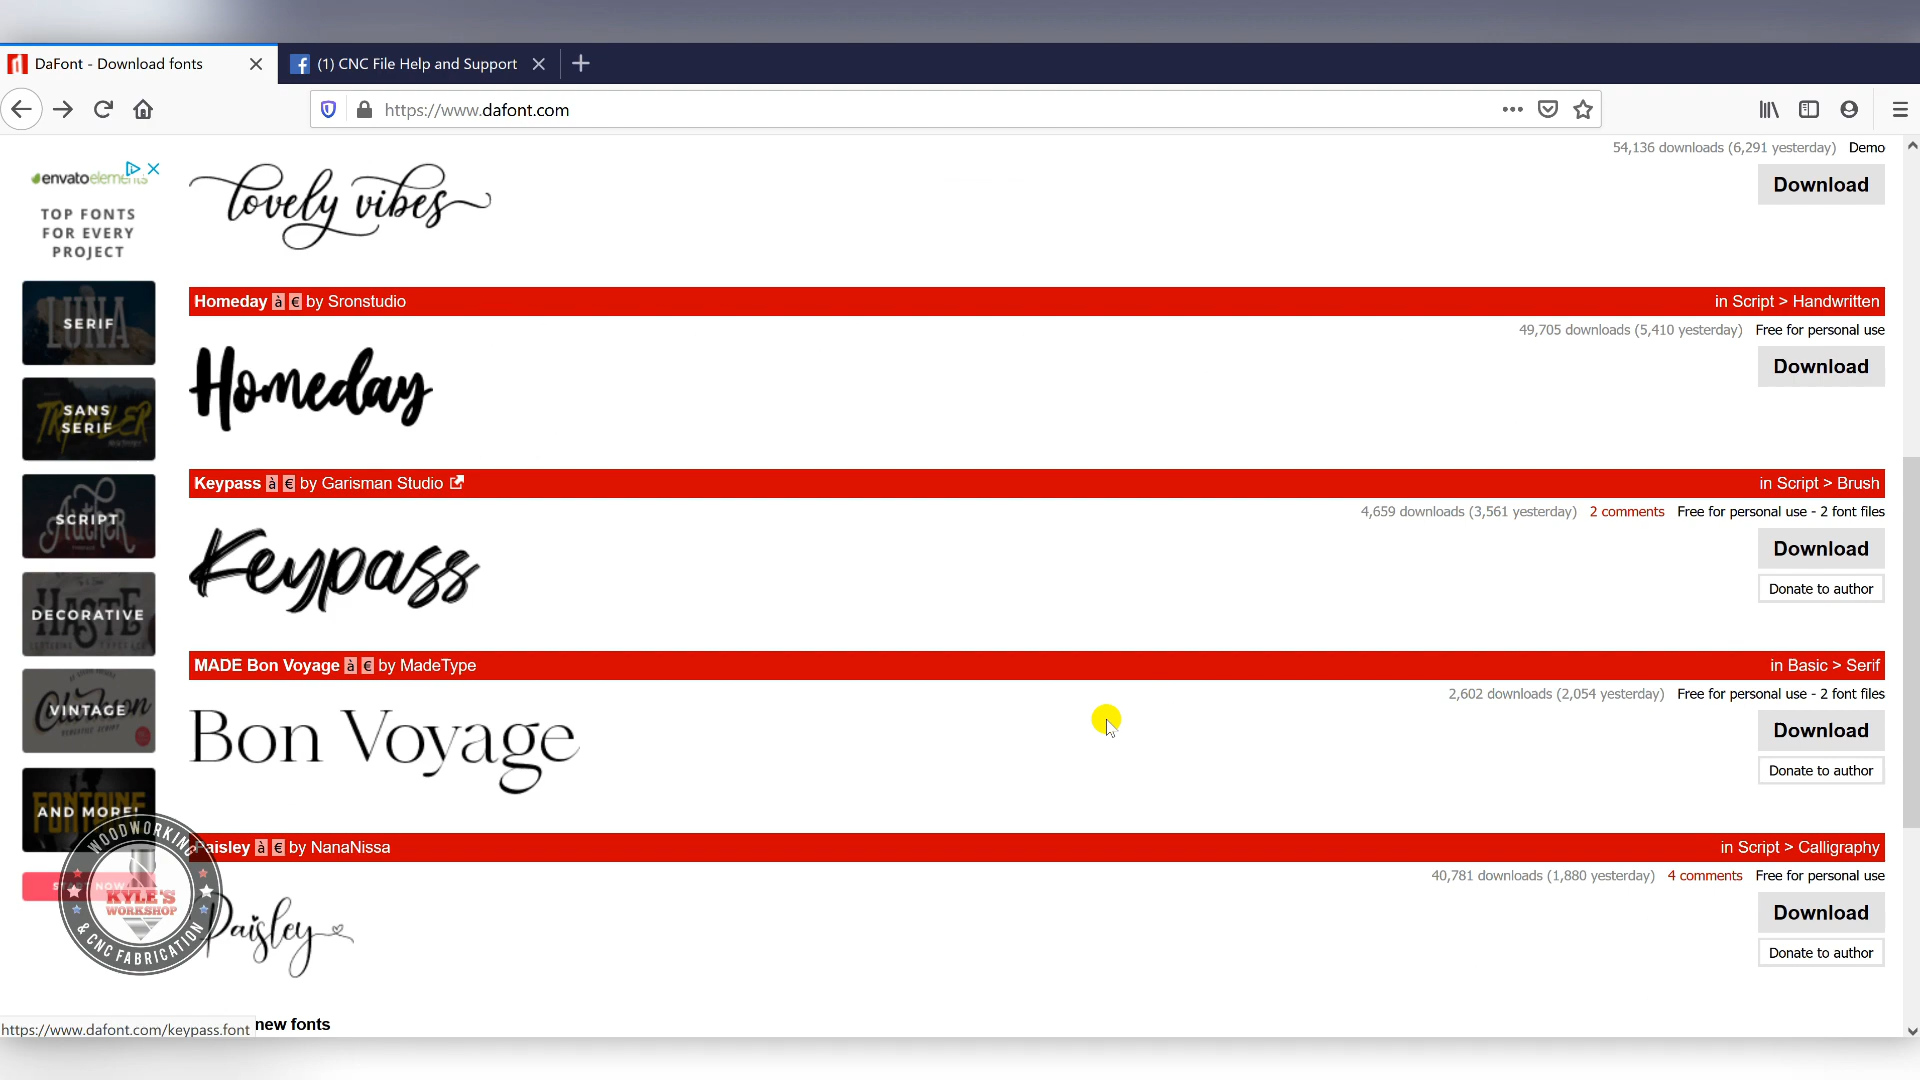 DaFont - Download fonts
(1) CNC File Help and Support
https://www.dafont.com
54,136 downloads (6,291 yesterday) Demo
Download
lovely vibes
envatoelements
TOP FONTS
FOR EVERY
PROJECT
SERIF
SANS
SERIF
SCRIPT
DECORATIVE
VINTAGE
AND MORE!
Homeday à € by Sronstudio
in Script > Handwritten
49,705 downloads (5,410 yesterday) Free for personal use
Homeday
Download
Keypass à € by Garisman Studio
in Script > Brush
4,659 downloads (3,561 yesterday) 2 comments Free for personal use - 2 font files
Keypass
Download
Donate to author
MADE Bon Voyage à € by MadeType
in Basic > Serif
2,602 downloads (2,054 yesterday) Free for personal use - 2 font files
Bon Voyage
Download
Donate to author
Paisley à € by NanaNissa
in Script > Calligraphy
40,781 downloads (1,880 yesterday) 4 comments Free for personal use
Paisley
Download
Donate to author
WOODWORKING
KYLE'S
WORKSHOP
& CNC FABRICATION
new fonts
https://www.dafont.com/keypass.font